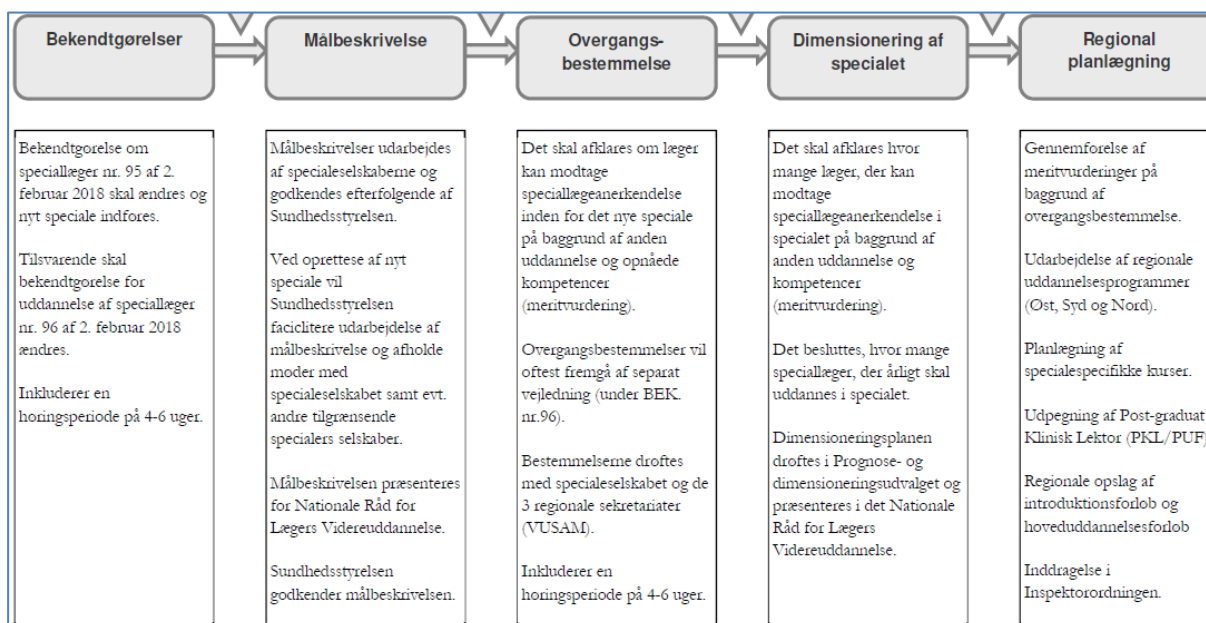 Bekendtgørelser
Målbeskrivelse
Overgangs-
bestemmelse
Dimensionering af
specialet
Regional
planlægning
Bekendtgørelse om
speciallæger nr. 95 af 2.
februar 2018 skal ændres og
nyt speciale indføres.
Tilsvarende skal
bekendtgørelse for
uddannelse af speciallæger
nr. 96 af 2. februar 2018
ændres.
Inkluderer en
høringsperiode på 4-6 uger.
Målbeskrivelser udarbejdes
af specialeselskaberne og
godkendes efterfølgende af
Sundhedsstyrelsen.
Ved oprettese af nyt
speciale vil
Sundhedsstyrelsen
faciclitere udarbejdelse af
målbeskrivelse og afholde
møder med
specialeselskabet samt evt.
andre tilgrænsende
specialers selskaber.
Målbeskrivelsen præsenteres
for Nationale Råd for
Lægers Videreuddannelse.
Sundhedsstyrelsen
godkender målbeskrivelsen.
Det skal afklares om læger
kan modtage
speciallægeanerkendelse
inden for det nye speciale
på baggrund af anden
uddannelse og opnåede
kompetencer
(meritvurdering).
Overgangsbestemmelser vil
oftest fremgå af separat
vejledning (under BEK.
nr.96).
Bestemmelserne drøftes
med specialeselskabet og de
3 regionale sekretariater
(VUSAM).
Inkluderer en
høringsperiode på 4-6 uger.
Det skal afklares hvor
mange læger, der kan
modtage
speciallægeanerkendelse i
specialet på baggrund af
anden uddannelse og
kompetencer
(meritvurdering).
Det besluttes, hvor mange
speciallæger, der årligt skal
uddannes i specialet.
Dimensioneringsplanen
drøftes i Prognose- og
dimensioneringsudvalget og
præsenteres i det Nationale
Råd for Lægers
Videreuddannelse.
Gennemførelse af
meritvurderinger på
baggrund af
overgangsbestemmelse.
Udarbejdelse af regionale
uddannelsesprogrammer
(Øst, Syd og Nord).
Planlægning af
specialespecifikke kurser.
Udpegning af Post-graduat
Klinisk Lektor (PKL/PUF)
Regionale opslag af
introduktionsforløb og
hoveduddannelsesforløb
Inddragelse i
Inspektorordningen.